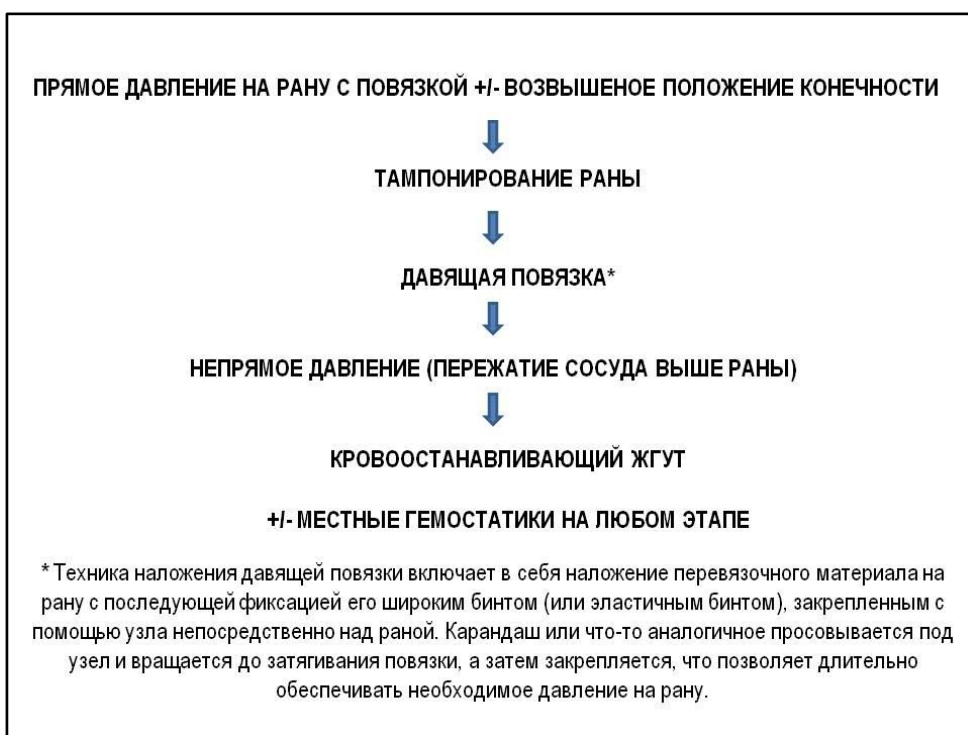 ПРЯМОЕ ДАВЛЕНИЕ НА РАНУ С ПОВЯЗКОЙ +/- ВОЗВЫШЕНОЕ ПОЛОЖЕНИЕ КОНЕЧНОСТИ
ТАМПОНИРОВАНИЕ РАНЫ
ДАВЯЩАЯ ПОВЯЗКА*
НЕПРЯМОЕ ДАВЛЕНИЕ (ПЕРЕЖАТИЕ СОСУДА ВЫШЕ РАНЫ)
КРОВООСТАНАВЛИВАЮЩИЙ ЖГУТ
+/- МЕСТНЫЕ ГЕМОСТАТИКИ НА ЛЮБОМ ЭТАПЕ
* Техника наложения давящей повязки включает в себя наложение перевязочного материала на
рану с последующей фиксацией его широким бинтом (или эластичным бинтом), закрепленным с
помощью узла непосредственно над раной. Карандаш или что-то аналогичное просовывается под
узел и вращается до затягивания повязки, а затем закрепляется, что позволяет длительно
обеспечивать необходимое давление на рану.